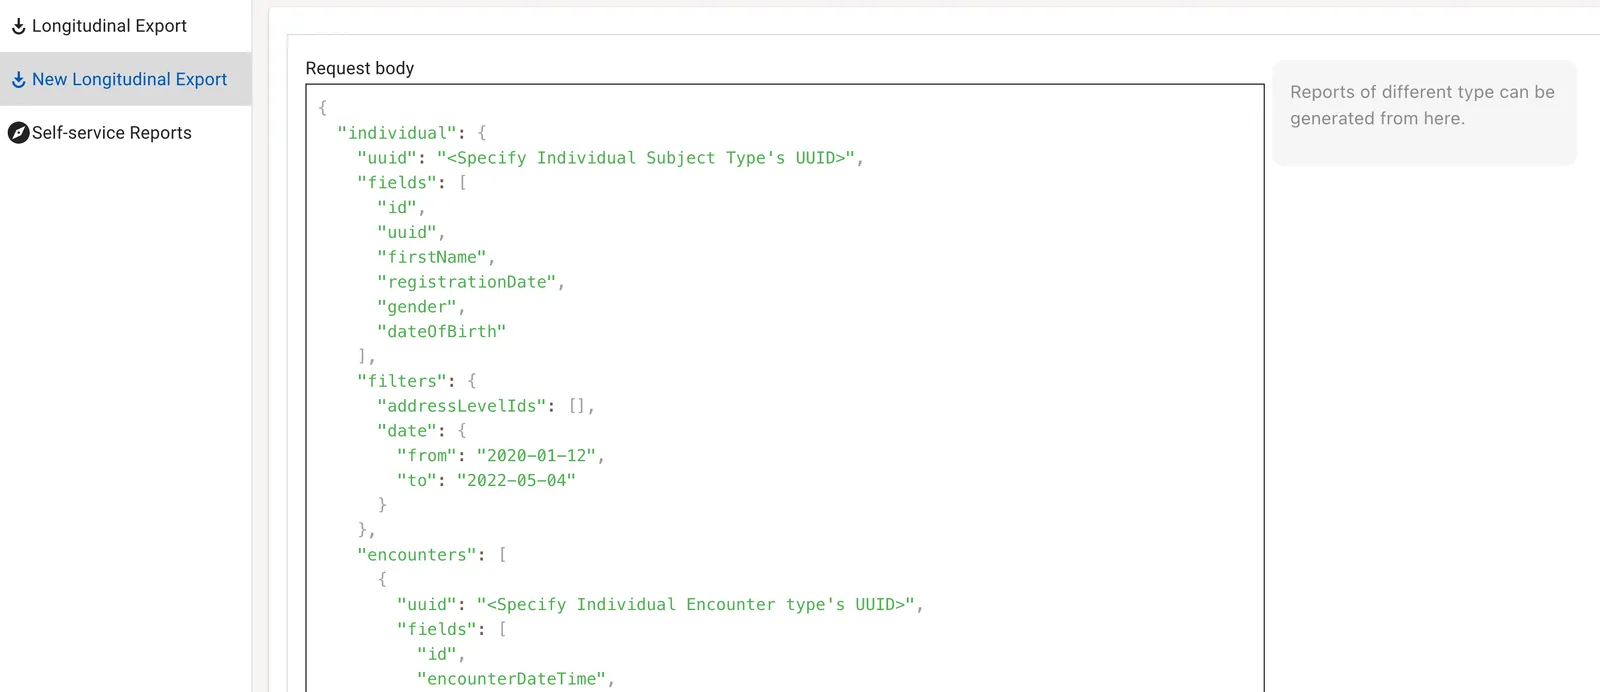 Longitudinal Export
New Longitudinal Export
Self-service Reports
Request body
{
  "individual": {
    "uuid": "<Specify Individual Subject Type's UUID>",
    "fields": [
      "id",
      "uuid",
      "firstName",
      "registrationDate",
      "gender",
      "dateOfBirth"
    ],
    "filters": {
      "addressLevelIds": [],
      "date": {
        "from": "2020-01-12",
        "to": "2022-05-04"
      }
    },
    "encounters": [
      {
        "uuid": "<Specify Individual Encounter type's UUID>",
        "fields": [
          "id",
          "encounterDateTime",
Reports of different type can be
generated from here.